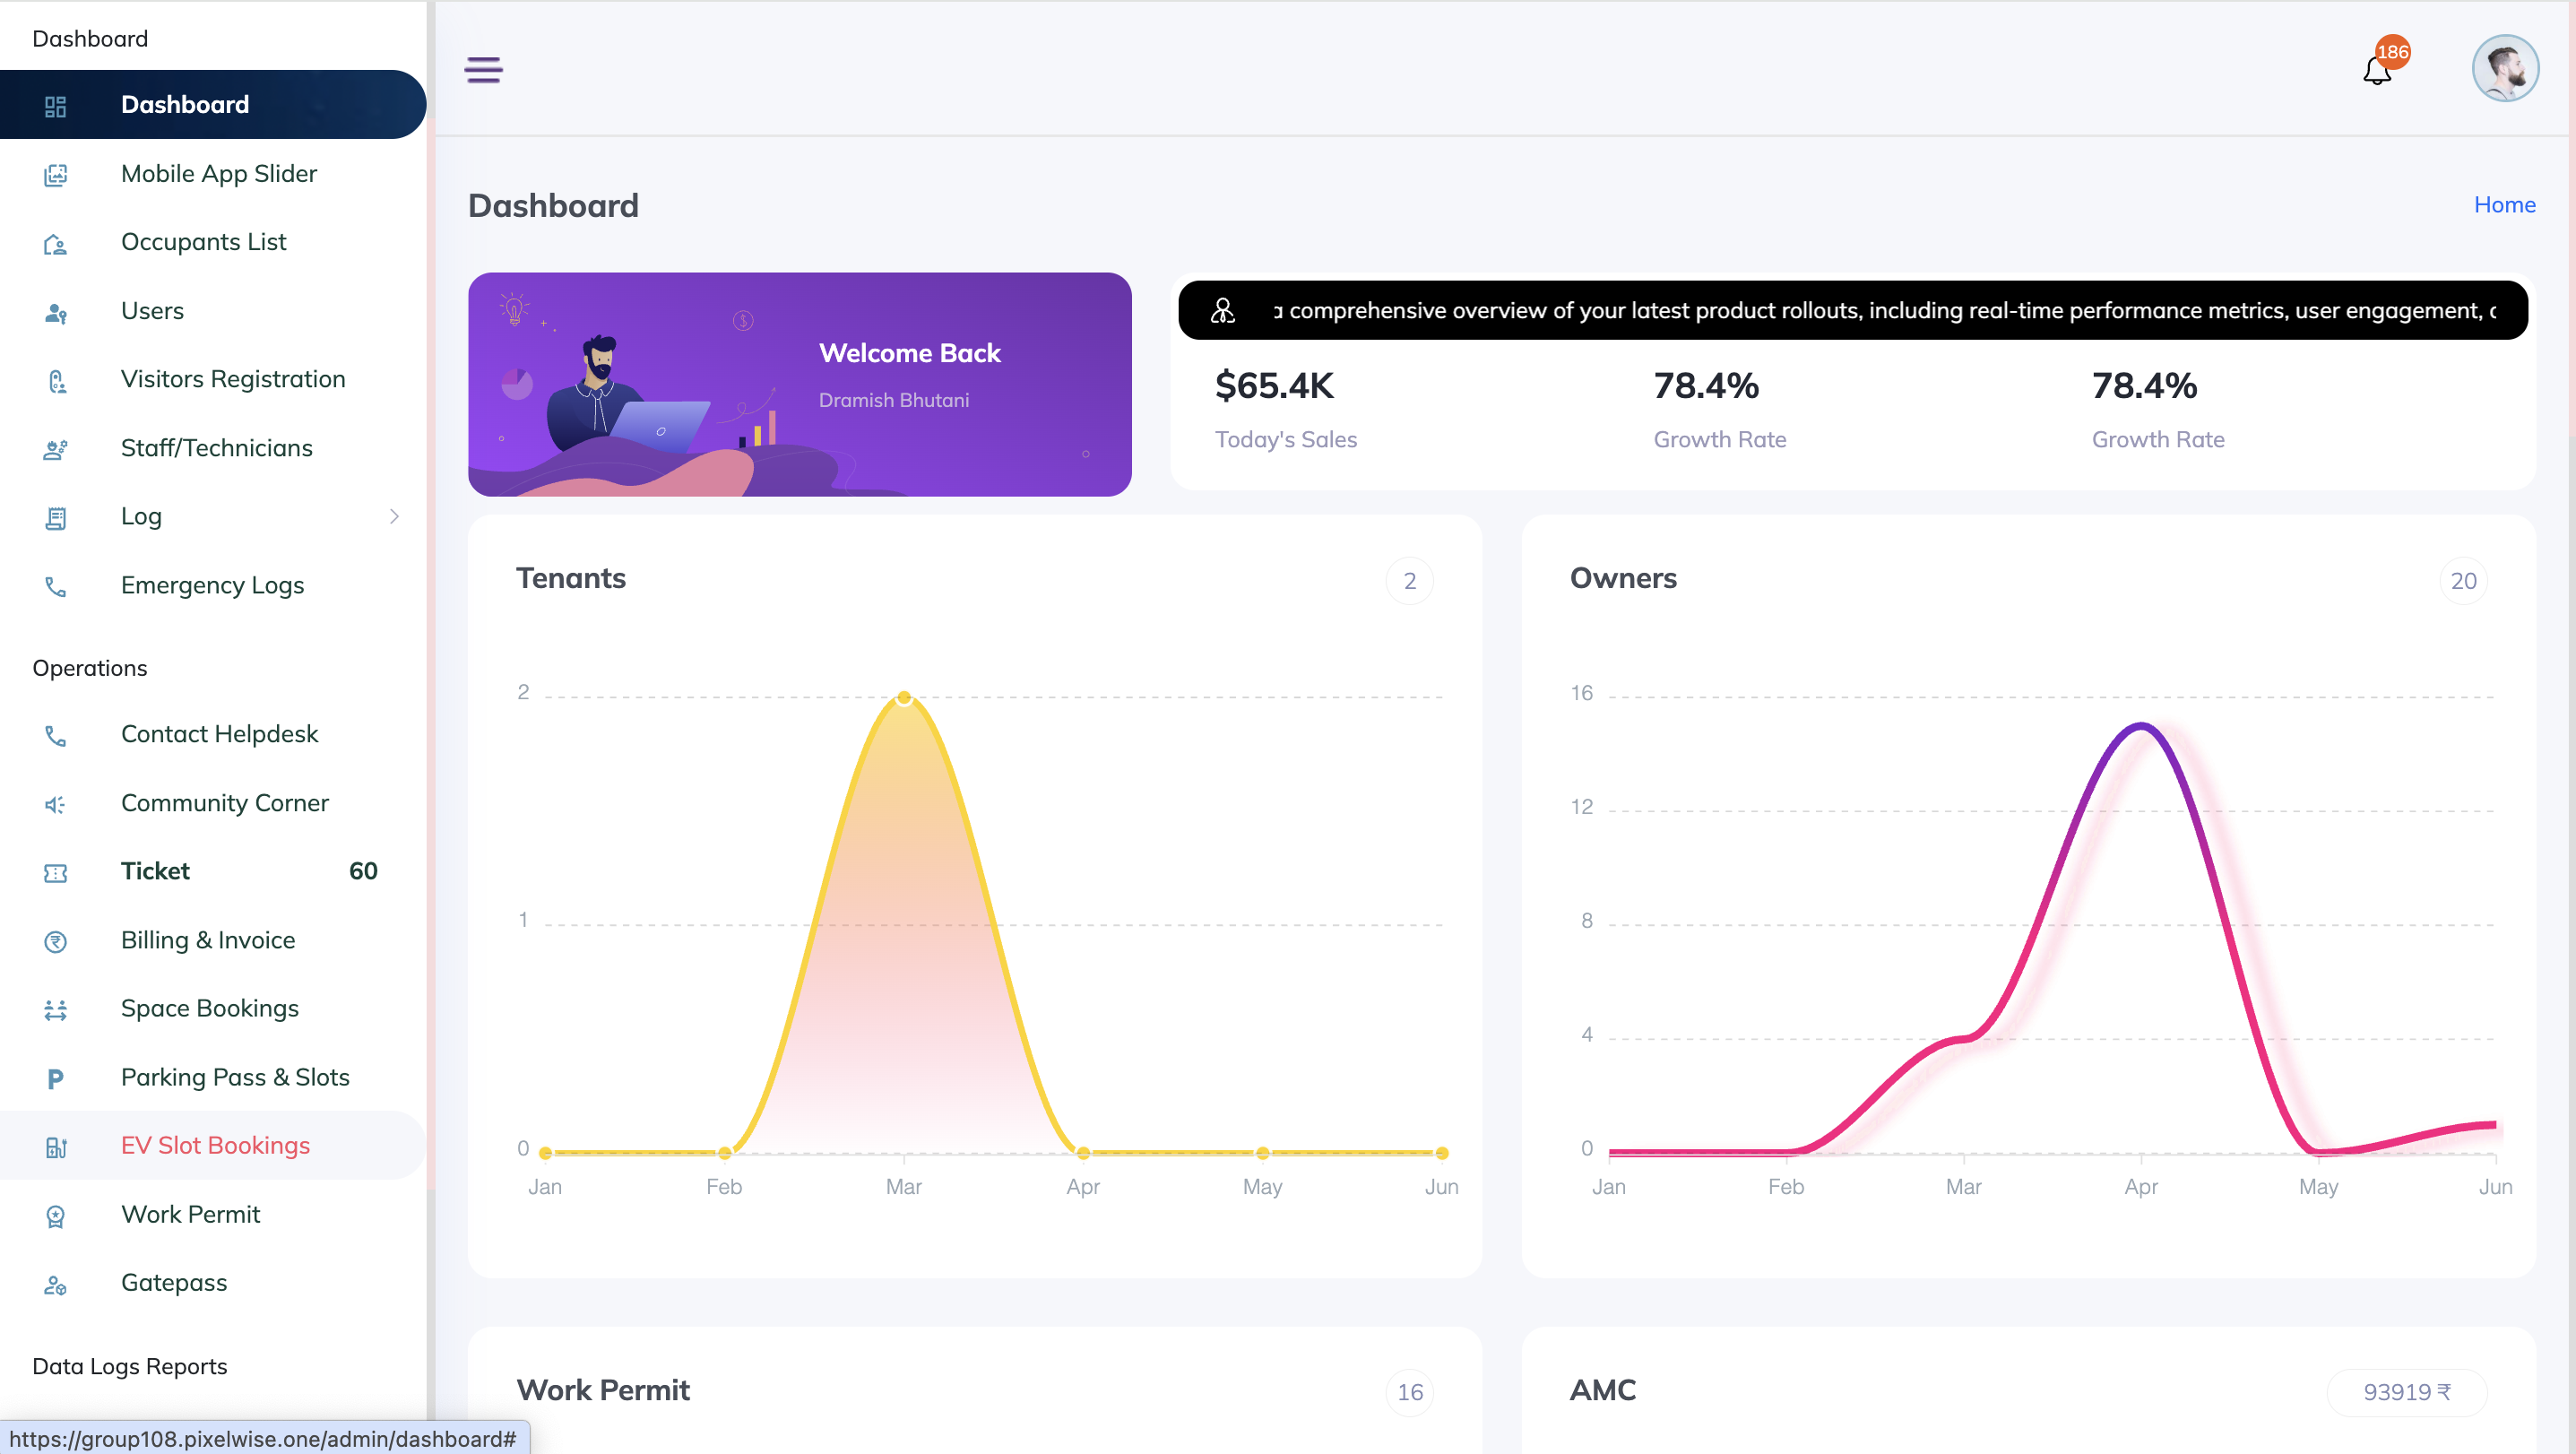 Dashboard
Dashboard
Mobile App Slider
Occupants List
Users
Visitors Registration
Staff/Technicians
Log
Emergency Logs
Operations
Contact Helpdesk
Community Corner
Ticket 60
Billing & Invoice
Space Bookings
P Parking Pass & Slots
EV Slot Bookings
Work Permit
Gatepass
Data Logs Reports
https://group108.pixelwise.one/admin/dashboard#
186
Dashboard
Home
Welcome Back
Dramish Bhutani
a comprehensive overview of your latest product rollouts, including real-time performance metrics, user engagement,
$65.4K
Today's Sales
78.4%
Growth Rate
78.4%
Growth Rate
Tenants 2
2
1
0
Jan Feb Mar Apr May Jun
Owners 20
16
12
8
4
0
Jan Feb Mar Apr May Jun
Work Permit 16
AMC 93919 ₹